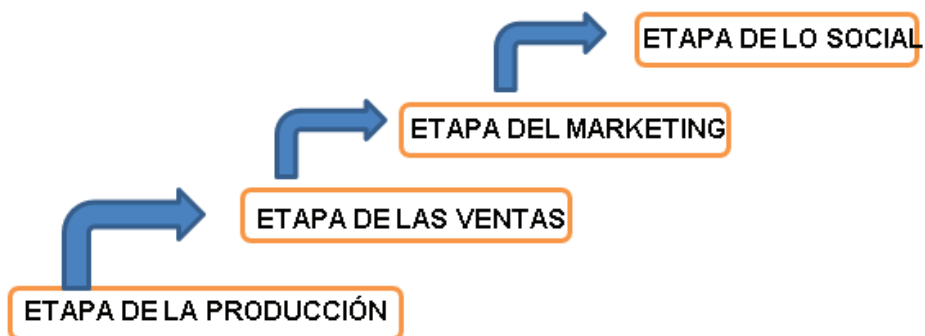 ETAPA DE LO SOCIAL
ETAPA DEL MARKETING
ETAPA DE LAS VENTAS
ETAPA DE LA PRODUCCIÓN